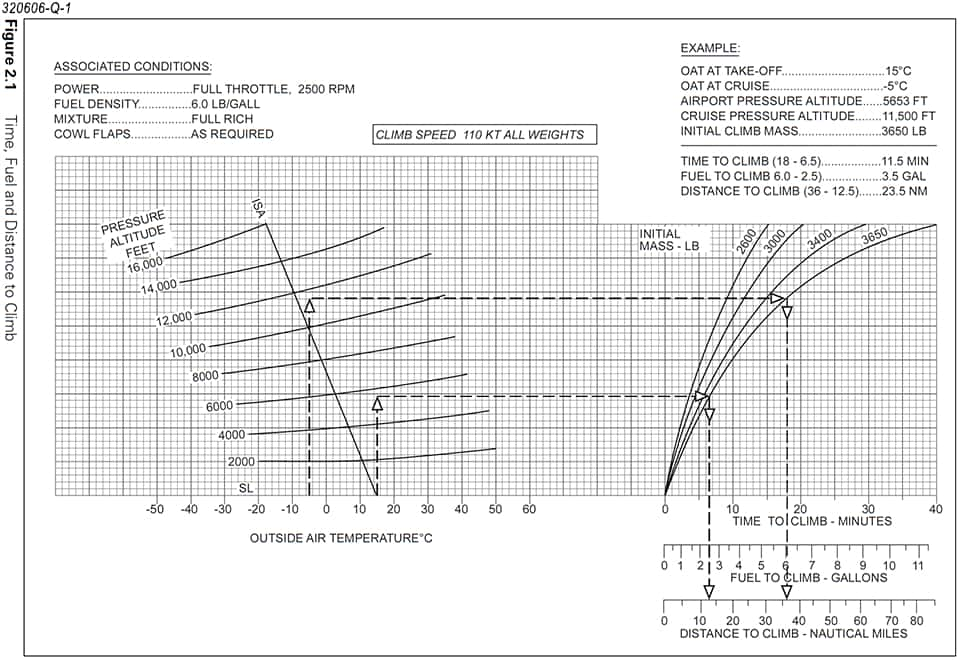 320606-Q-1
Figure 2.1 Time, Fuel and Distance to Climb
ASSOCIATED CONDITIONS:
POWER..........................FULL THROTTLE, 2500 RPM
FUEL DENSITY...............6.0 LB/GALL
MIXTURE........................FULL RICH
COWL FLAPS.................AS REQUIRED
CLIMB SPEED 110 KT ALL WEIGHTS
EXAMPLE:
OAT AT TAKE-OFF...............................15°C
OAT AT CRUISE...................................-5°C
AIRPORT PRESSURE ALTITUDE......5653 FT
CRUISE PRESSURE ALTITUDE........11,500 FT
INITIAL CLIMB MASS..........................3650 LB
TIME TO CLIMB (18 - 6.5)..................11.5 MIN
FUEL TO CLIMB 6.0 - 2.5)..................3.5 GAL
DISTANCE TO CLIMB (36 - 12.5).......23.5 NM
PRESSURE
ALTITUDE
FEET
ISA
16,000
14,000
12,000
10,000
8000
6000
4000
2000
SL
-50 -40 -30 -20 -10 0 10 20 30 40 50 60
OUTSIDE AIR TEMPERATURE°C
INITIAL
MASS - LB
2600 3000 3400 3650
0 10 20 30 40
TIME TO CLIMB - MINUTES
0 1 2 3 4 5 6 7 8 9 10 11
FUEL TO CLIMB - GALLONS
0 10 20 30 40 50 60 70 80
DISTANCE TO CLIMB - NAUTICAL MILES